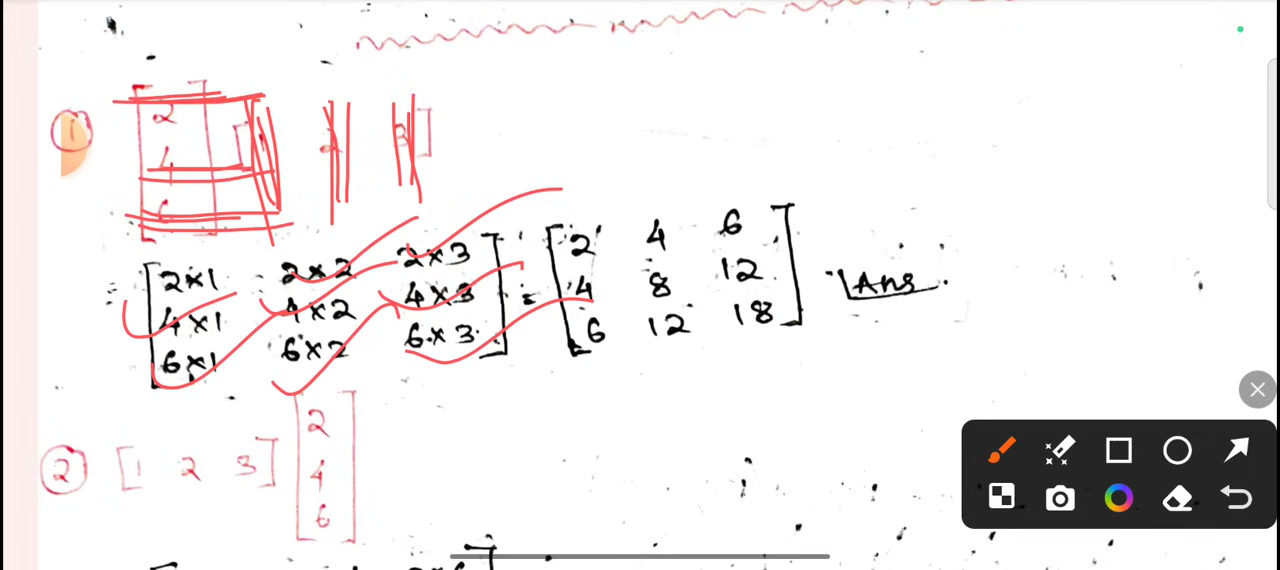 ① [2 4 6] [1 2 3]
= [2×1 2×2 2×3
4×1 4×2 4×3
6×1 6×2 6×3]
= [2 4 6
4 8 12
6 12 18] Ans.
② [1 2 3] [2
4
6]